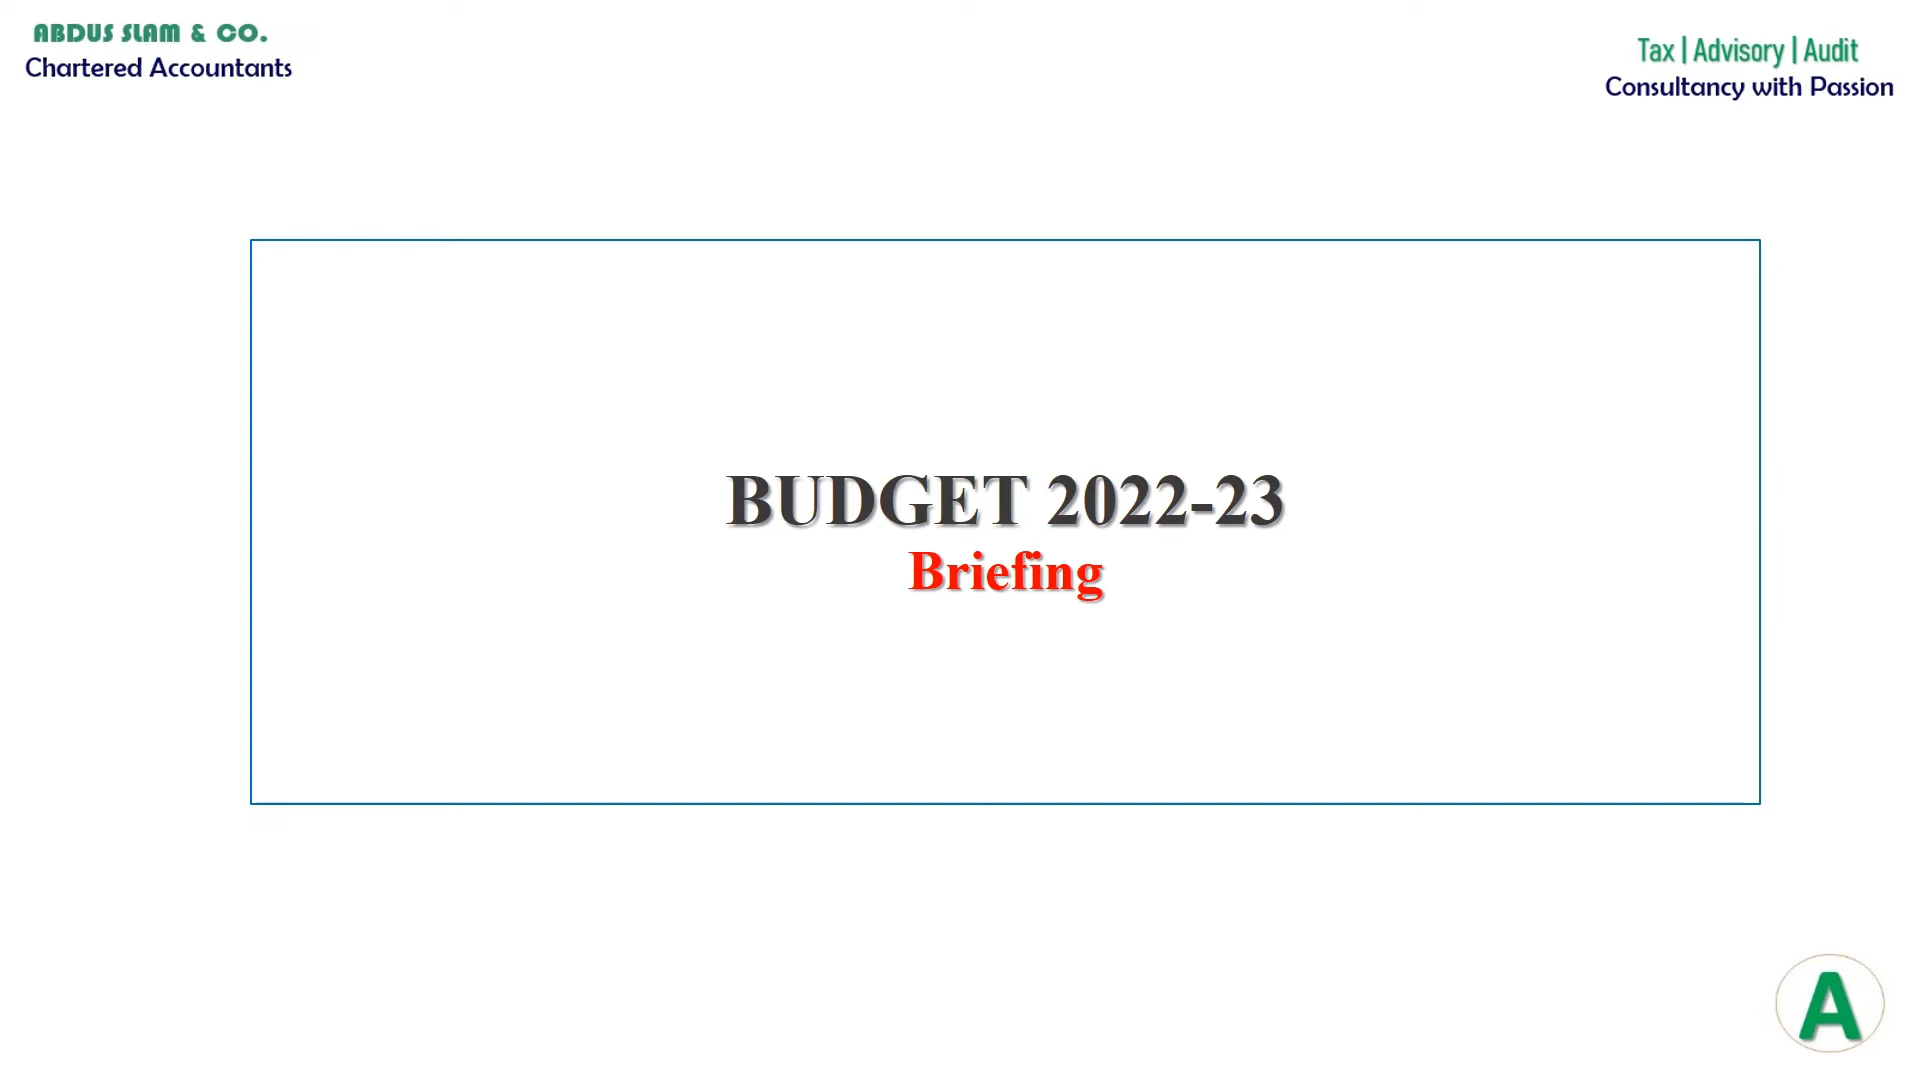 ABDUS SLAM & CO.
Chartered Accountants
Tax | Advisory | Audit
Consultancy with Passion
BUDGET 2022-23
Briefing
A